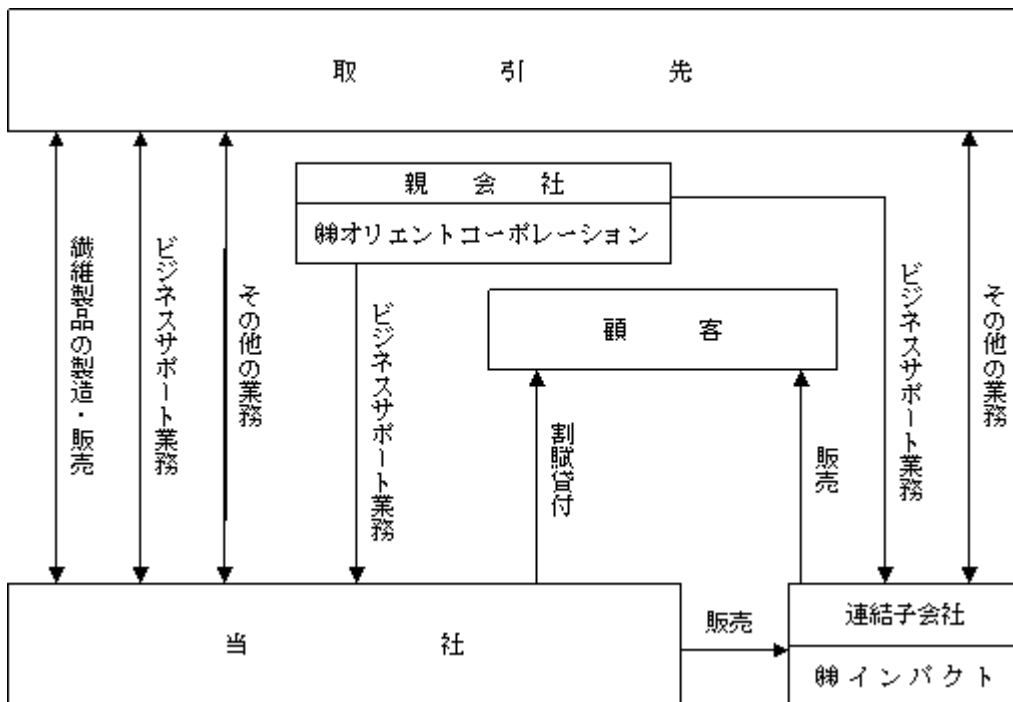 取引先
親会社
㈱オリエントコーポレーション
顧客
繊維製品の製造・販売
ビジネスサポート業務
その他の業務
ビジネスサポート業務
割賦貸付
販売
ビジネスサポート業務
その他の業務
当社
販売
連結子会社
㈱インパクト